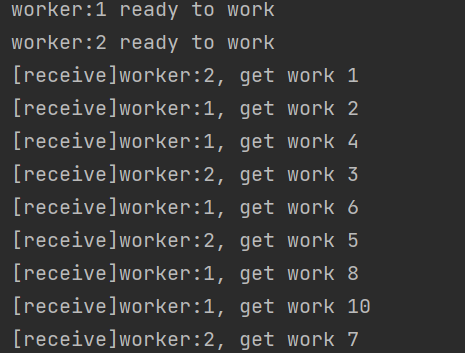 worker:1 ready to work
worker:2 ready to work
[receive]worker:2, get work 1
[receive]worker:1, get work 2
[receive]worker:1, get work 4
[receive]worker:2, get work 3
[receive]worker:1, get work 6
[receive]worker:2, get work 5
[receive]worker:1, get work 8
[receive]worker:1, get work 10
[receive]worker:2, get work 7